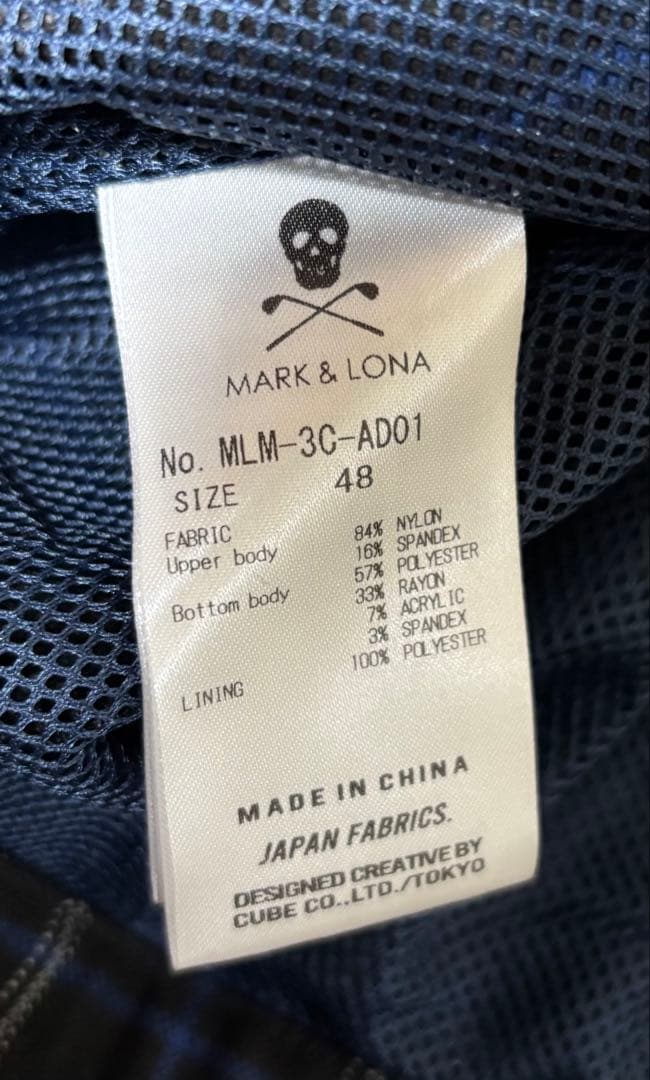 MARK & LONA
No. MLM-3C-AD01
SIZE 48
FABRIC
Upper body 84% NYLON
16% SPANDEX
Bottom body 57% POLYESTER
33% RAYON
7% ACRYLIC
3% SPANDEX
LINING 100% POLYESTER
MADE IN CHINA
JAPAN FABRICS.
DESIGNED CREATIVE BY
CUBE CO.,LTD./TOKYO